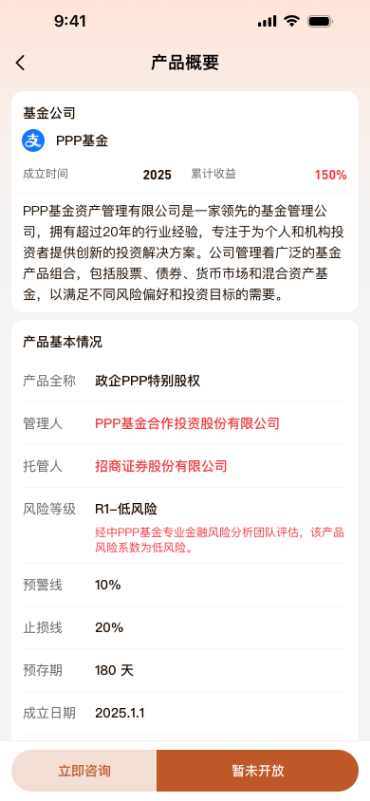 9:41
产品概要
基金公司
支 PPP基金
成立时间 2025 累计收益 150%
PPP基金资产管理有限公司是一家领先的基金管理公
司，拥有超过20年的行业经验，专注于为个人和机构投
资者提供创新的投资解决方案。公司管理着广泛的基金
产品组合，包括股票、债券、货币市场和混合资产基
金，以满足不同风险偏好和投资目标的需要。
产品基本情况
产品全称 政企PPP特别股权
管理人 PPP基金合作投资股份有限公司
托管人 招商证券股份有限公司
风险等级 R1-低风险
经中PPP基金专业金融风险分析团队评估，该产品
风险系数为低风险。
预警线 10%
止损线 20%
预存期 180 天
成立日期 2025.1.1
立即咨询 暂未开放